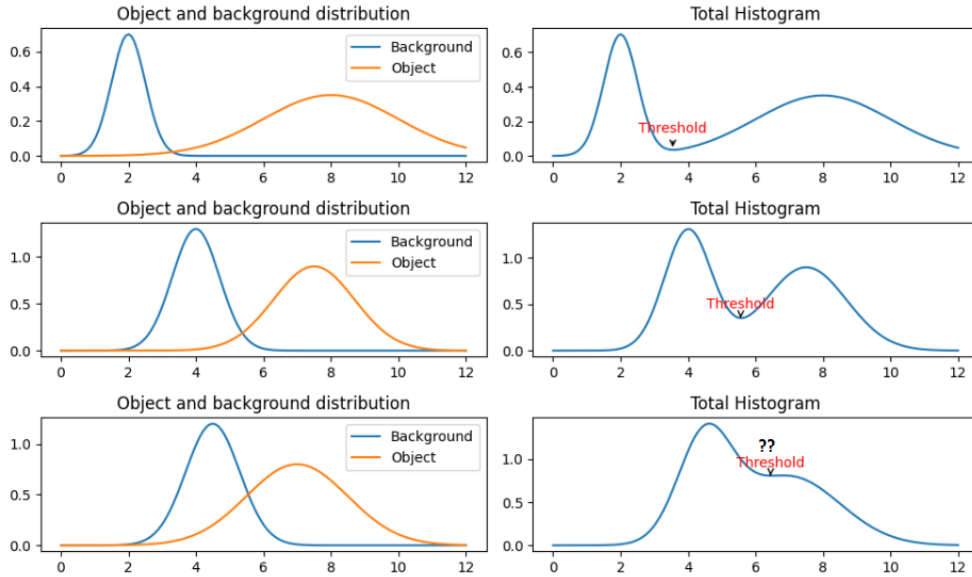 Object and background distribution
Total Histogram
Background
Object
0.6
0.4
0.2
0.0
0 2 4 6 8 10 12
0.6
0.4
0.2
0.0
Threshold
0 2 4 6 8 10 12
Object and background distribution
Total Histogram
Background
Object
1.0
0.5
0.0
0 2 4 6 8 10 12
1.0
0.5
0.0
Threshold
0 2 4 6 8 10 12
Object and background distribution
Total Histogram
Background
Object
1.0
0.5
0.0
0 2 4 6 8 10 12
??
Threshold
1.0
0.5
0.0
0 2 4 6 8 10 12